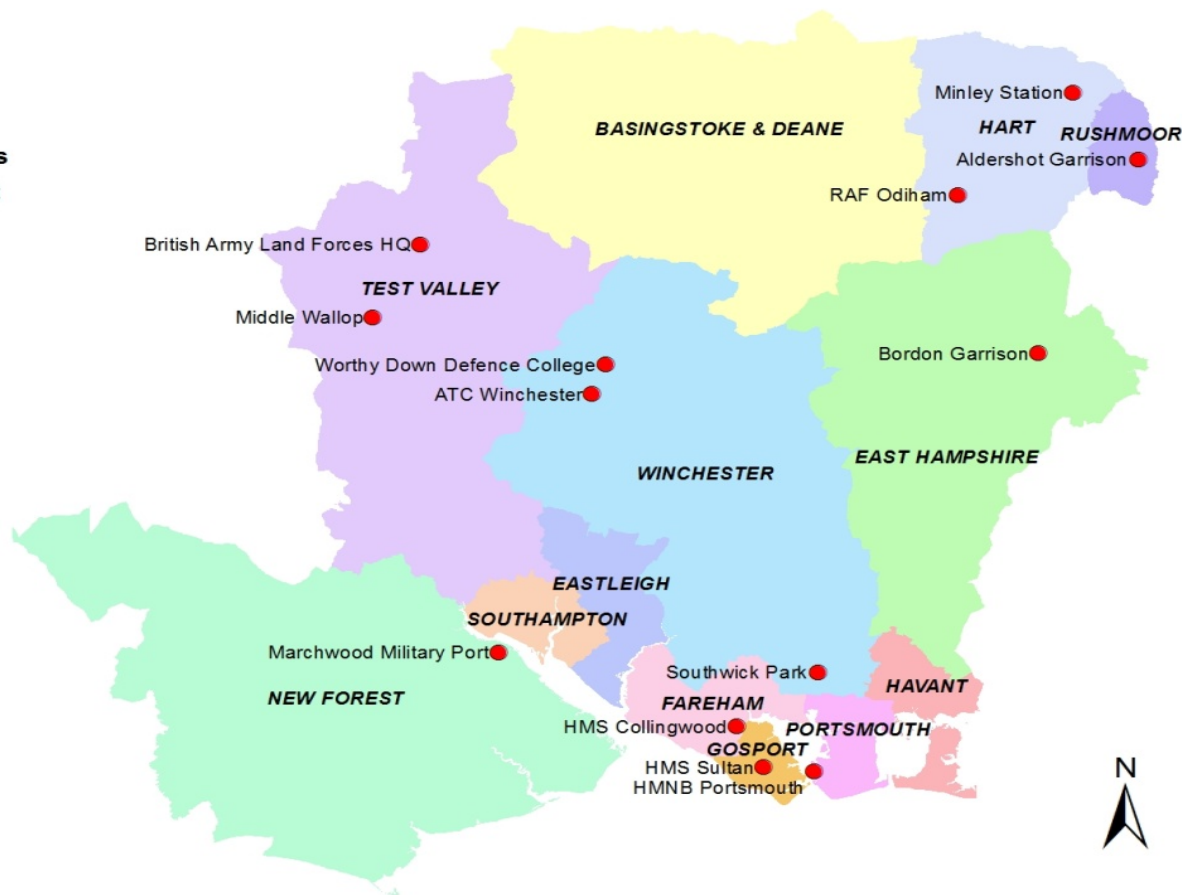 s
Minley Station
BASINGSTOKE & DEANE
HART
RUSHMOOR
Aldershot Garrison
RAF Odiham
British Army Land Forces HQ
TEST VALLEY
Middle Wallop
Bordon Garrison
Worthy Down Defence College
ATC Winchester
EAST HAMPSHIRE
WINCHESTER
EASTLEIGH
SOUTHAMPTON
Marchwood Military Port
Southwick Park
HAVANT
NEW FOREST
FAREHAM
HMS Collingwood
PORTSMOUTH
GOSPORT
HMS Sultan
HMNB Portsmouth
N